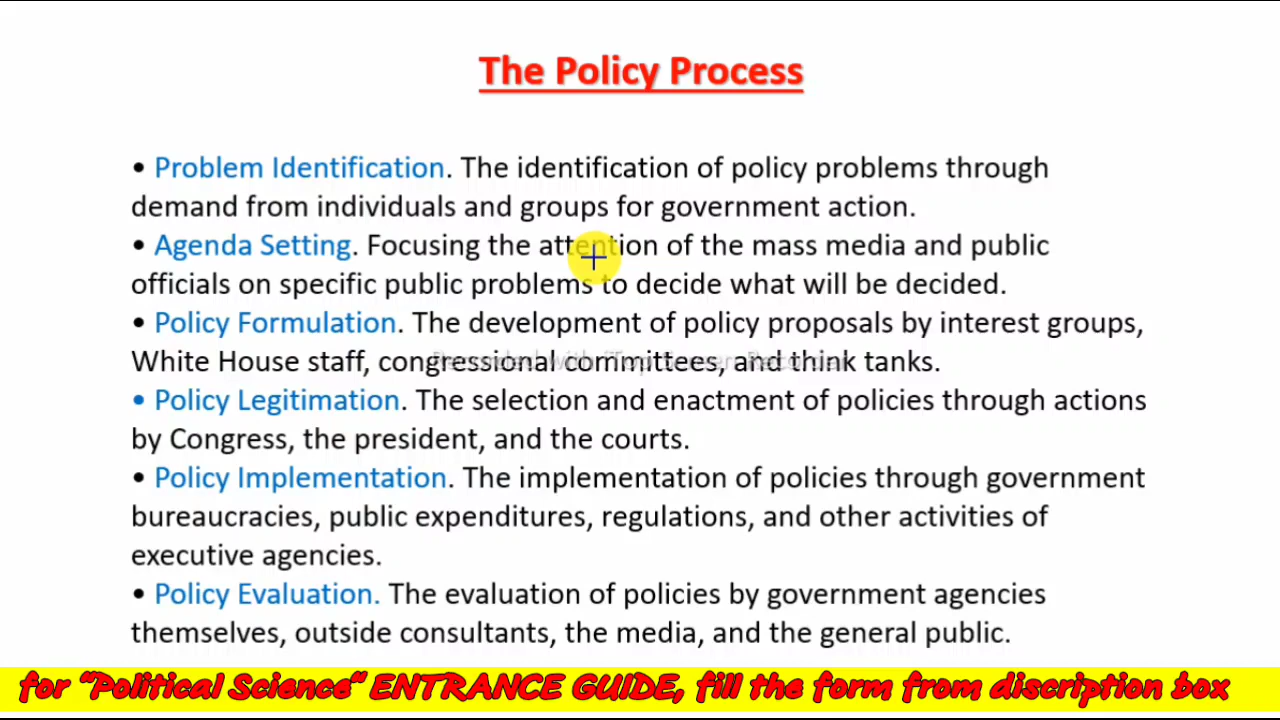 The Policy Process
• Problem Identification. The identification of policy problems through
demand from individuals and groups for government action.
• Agenda Setting. Focusing the attention of the mass media and public
officials on specific public problems to decide what will be decided.
• Policy Formulation. The development of policy proposals by interest groups,
White House staff, congressional committees, and think tanks.
Recorded with iTop Screen Recorder
• Policy Legitimation. The selection and enactment of policies through actions
by Congress, the president, and the courts.
• Policy Implementation. The implementation of policies through government
bureaucracies, public expenditures, regulations, and other activities of
executive agencies.
• Policy Evaluation. The evaluation of policies by government agencies
themselves, outside consultants, the media, and the general public.
for "Political Science" ENTRANCE GUIDE, fill the form from discription box